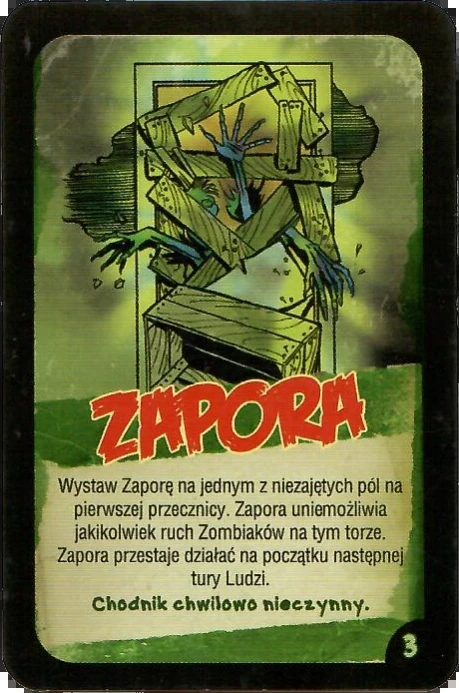 ZAPORA
Wystaw Zaporę na jednym z niezajętych pól na
pierwszej przecznicy. Zapora uniemożliwia
jakikolwiek ruch Zombiaków na tym torze.
Zapora przestaje działać na początku następnej
tury Ludzi.
Chodnik chwilowo nieczynny.
3